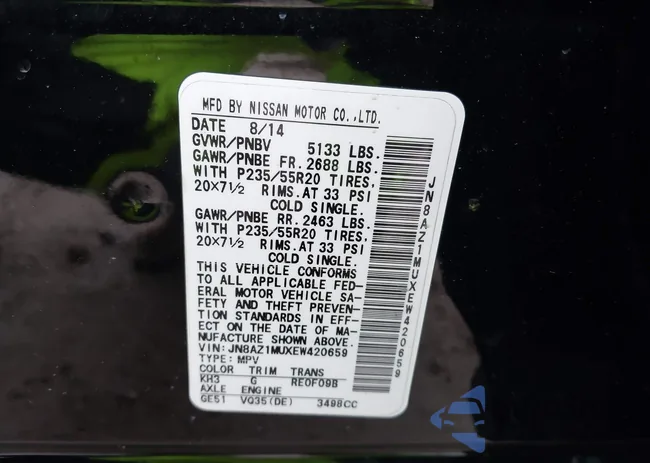 MFD BY NISSAN MOTOR CO.,LTD.
DATE 8/14
GVWR/PNBV 5133 LBS.
GAWR/PNBE FR. 2688 LBS.
WITH P235/55R20 TIRES,
20×7½ RIMS.AT 33 PSI
COLD SINGLE.
GAWR/PNBE RR. 2463 LBS.
WITH P235/55R20 TIRES,
20×7½ RIMS.AT 33 PSI
COLD SINGLE.
THIS VEHICLE CONFORMS
TO ALL APPLICABLE FED-
ERAL MOTOR VEHICLE SA-
FETY AND THEFT PREVEN-
TION STANDARDS IN EFF-
ECT ON THE DATE OF MA-
NUFACTURE SHOWN ABOVE.
VIN: JN8AZ1MUXEW420659
TYPE: MPV
COLOR TRIM TRANS
KH3 G RE0F09B
AXLE ENGINE
GE51 VQ35(DE) 3498CC
JN8AZ1MUXEW420659